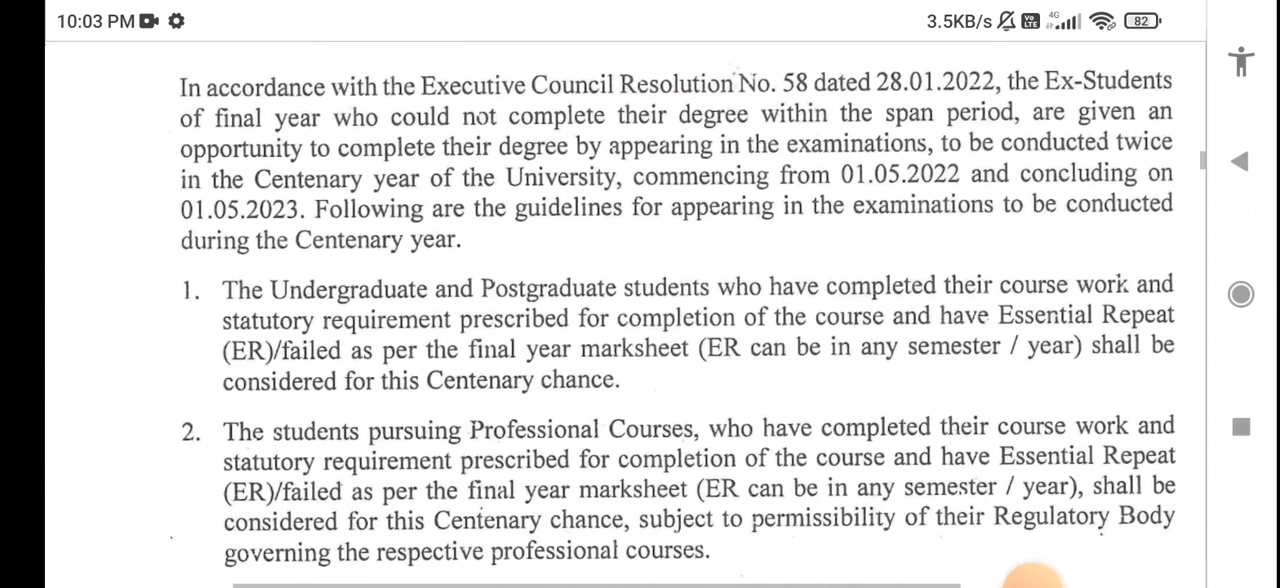 10:03 PM
3.5KB/s Vo LTE 4G 82
In accordance with the Executive Council Resolution No. 58 dated 28.01.2022, the Ex-Students
of final year who could not complete their degree within the span period, are given an
opportunity to complete their degree by appearing in the examinations, to be conducted twice
in the Centenary year of the University, commencing from 01.05.2022 and concluding on
01.05.2023. Following are the guidelines for appearing in the examinations to be conducted
during the Centenary year.
1. The Undergraduate and Postgraduate students who have completed their course work and
statutory requirement prescribed for completion of the course and have Essential Repeat
(ER)/failed as per the final year marksheet (ER can be in any semester / year) shall be
considered for this Centenary chance.
2. The students pursuing Professional Courses, who have completed their course work and
statutory requirement prescribed for completion of the course and have Essential Repeat
(ER)/failed as per the final year marksheet (ER can be in any semester / year), shall be
considered for this Centenary chance, subject to permissibility of their Regulatory Body
governing the respective professional courses.